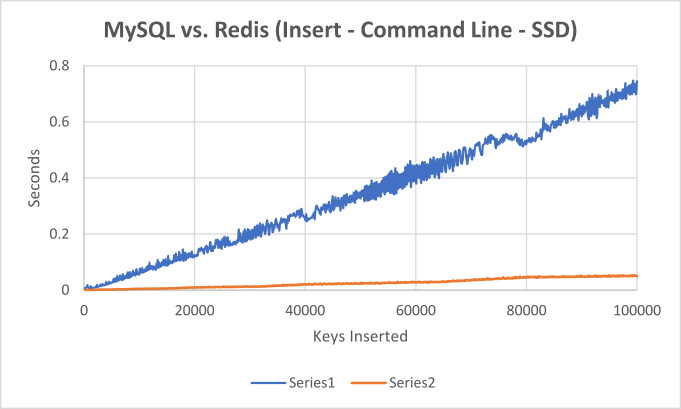 MySQL vs. Redis (Insert - Command Line - SSD)
0.8
0.6
0.4
0.2
0
Seconds
0 20000 40000 60000 80000 100000
Keys Inserted
Series1 Series2